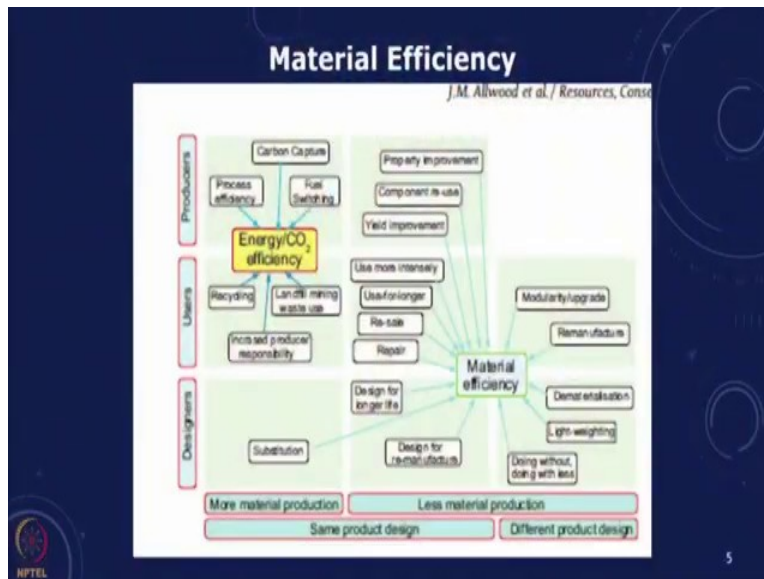 Material Efficiency
J.M. Allwood et al./ Resources, Conse
Producers
Carbon Capture
Process
efficiency
Fuel
Switching
Energy/CO2
efficiency
Property improvement
Component re-use
Yield improvement
Users
Recycling
Landfill mining
waste use
Increased producer
responsibility
Use more intensely
Use for longer
Re-sale
Repair
Modularity/upgrade
Remanufacture
Material
efficiency
Designers
Substitution
Design for
longer life
Design for
re-manufacture
Dematerialisation
Light-weighting
Doing without,
doing with less
More material production
Less material production
Same product design
Different product design
NPTEL
5